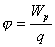 φ = W_p / q